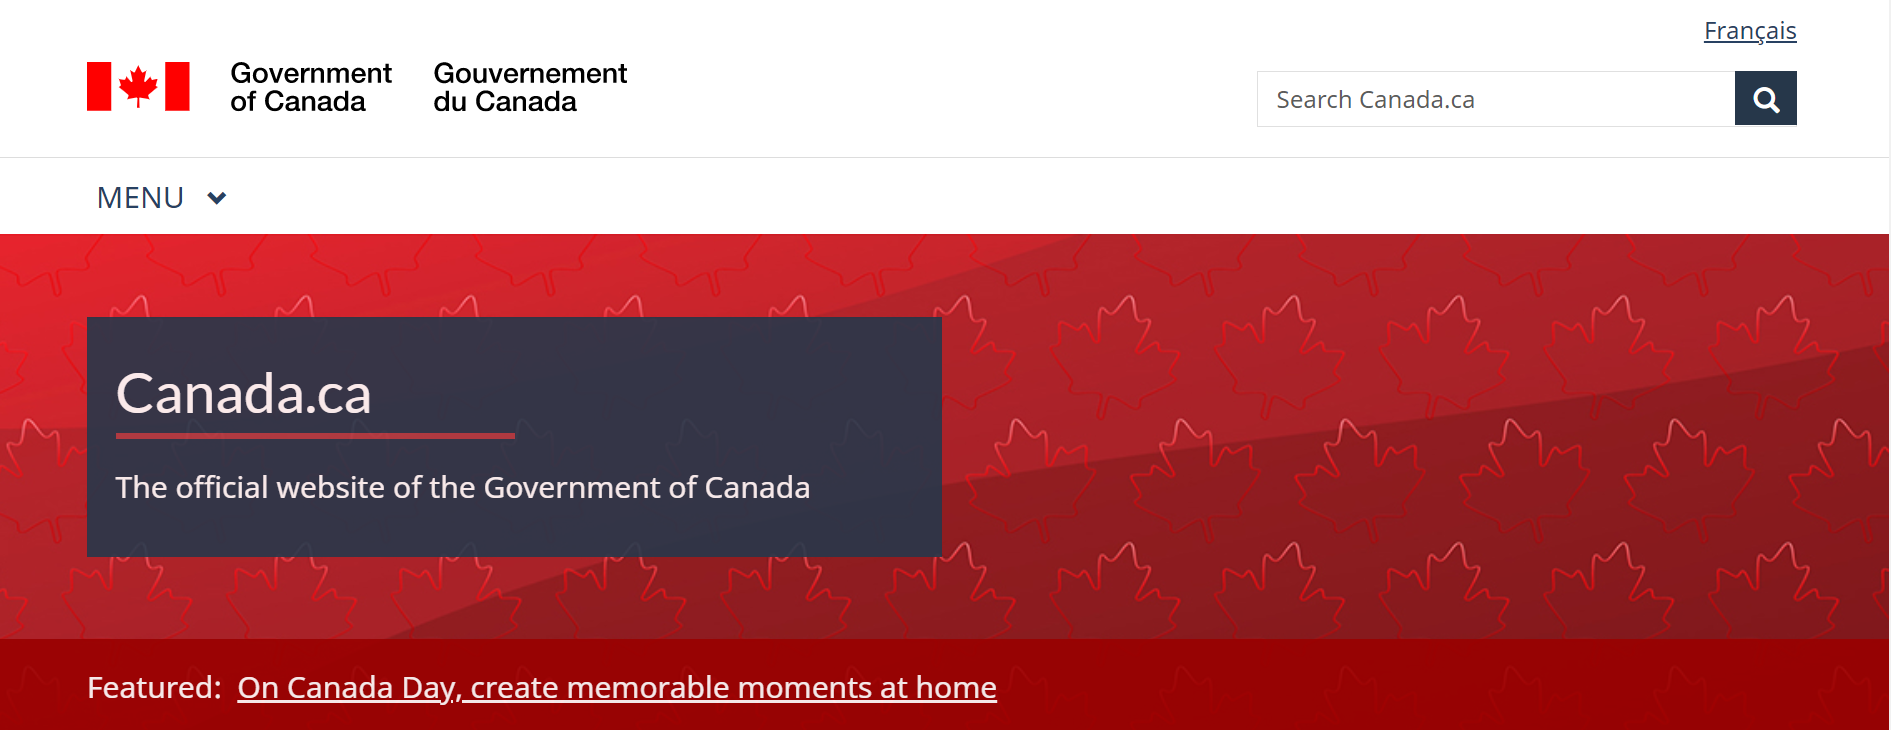 Français
Government
of Canada
Gouvernement
du Canada
Search Canada.ca
MENU
Canada.ca
The official website of the Government of Canada
Featured: On Canada Day, create memorable moments at home